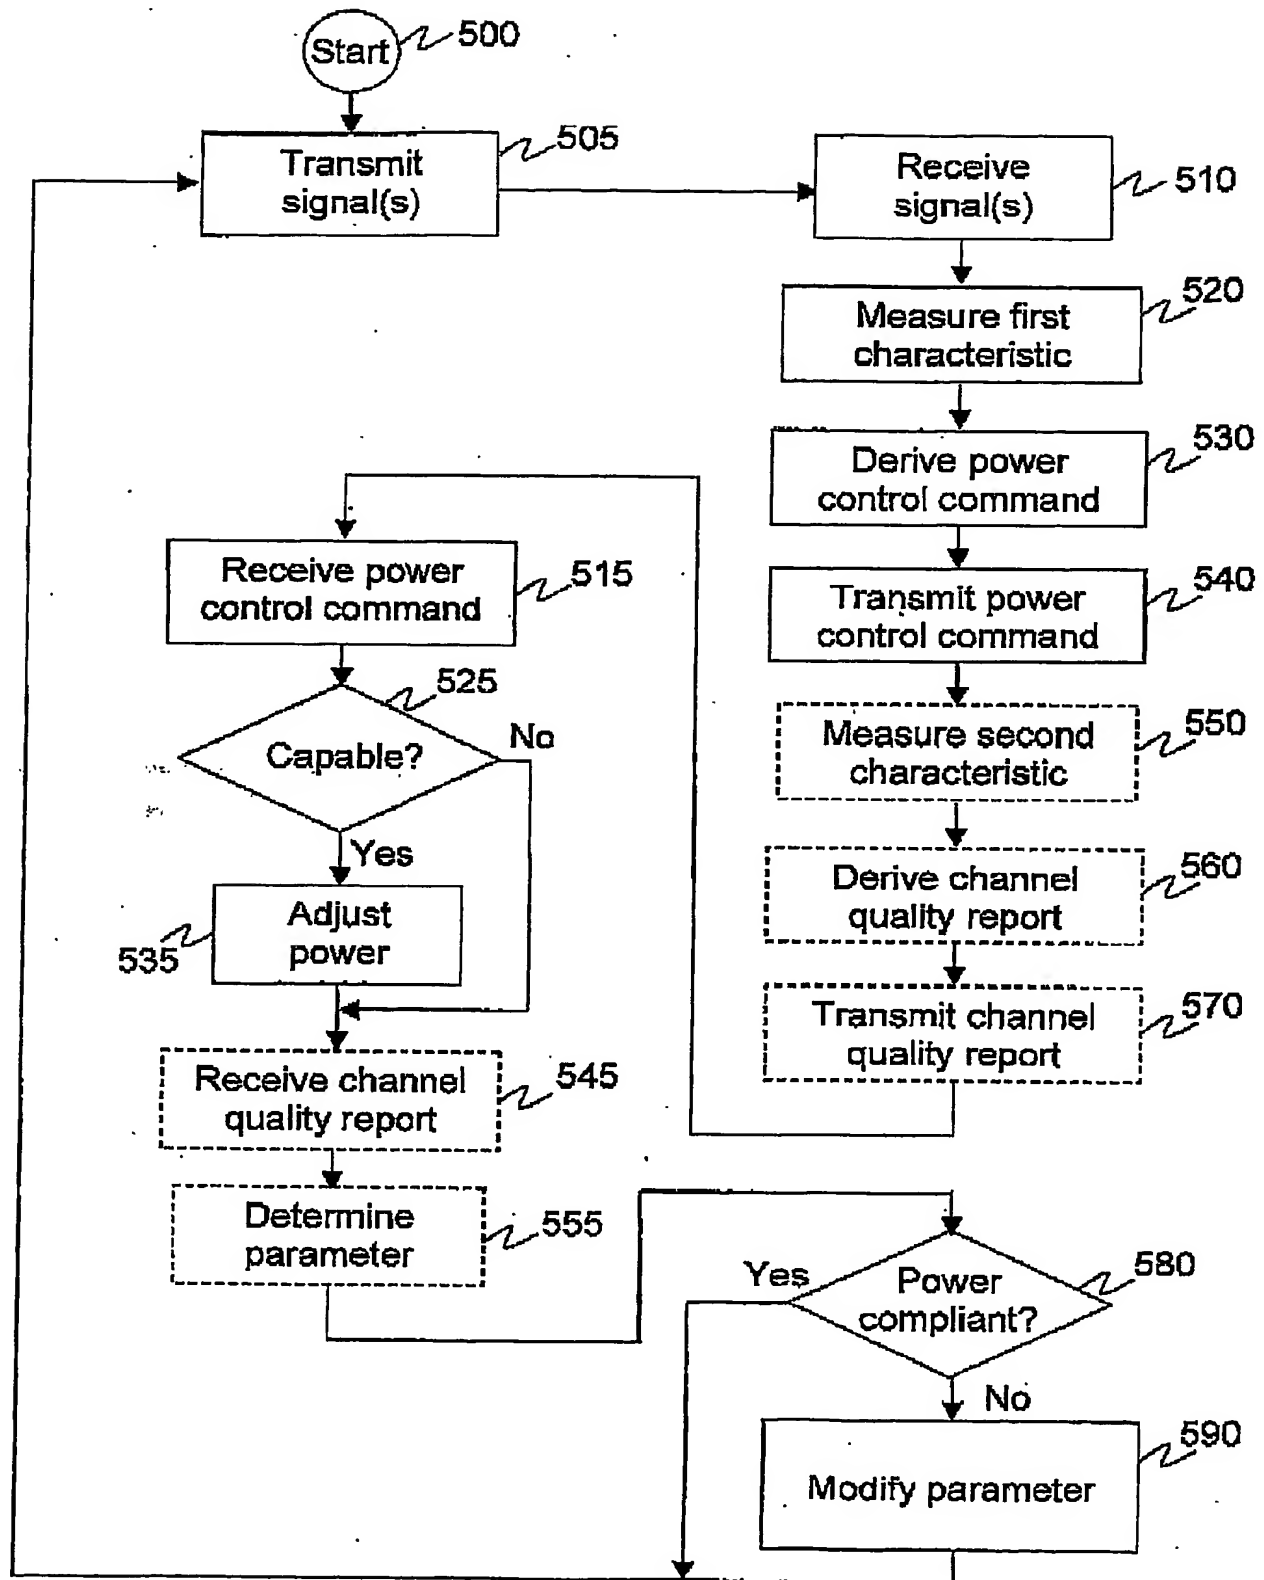 Start
500
Transmit
signal(s)
505
Receive
signal(s)
510
Measure first
characteristic
520
Derive power
control command
530
Receive power
control command
515
Transmit power
control command
540
525
Capable?
No
Yes
Measure second
characteristic
550
Derive channel
quality report
560
Adjust
power
535
Transmit channel
quality report
570
Receive channel
quality report
545
Determine
parameter
555
Power
compliant?
580
Yes
No
Modify parameter
590